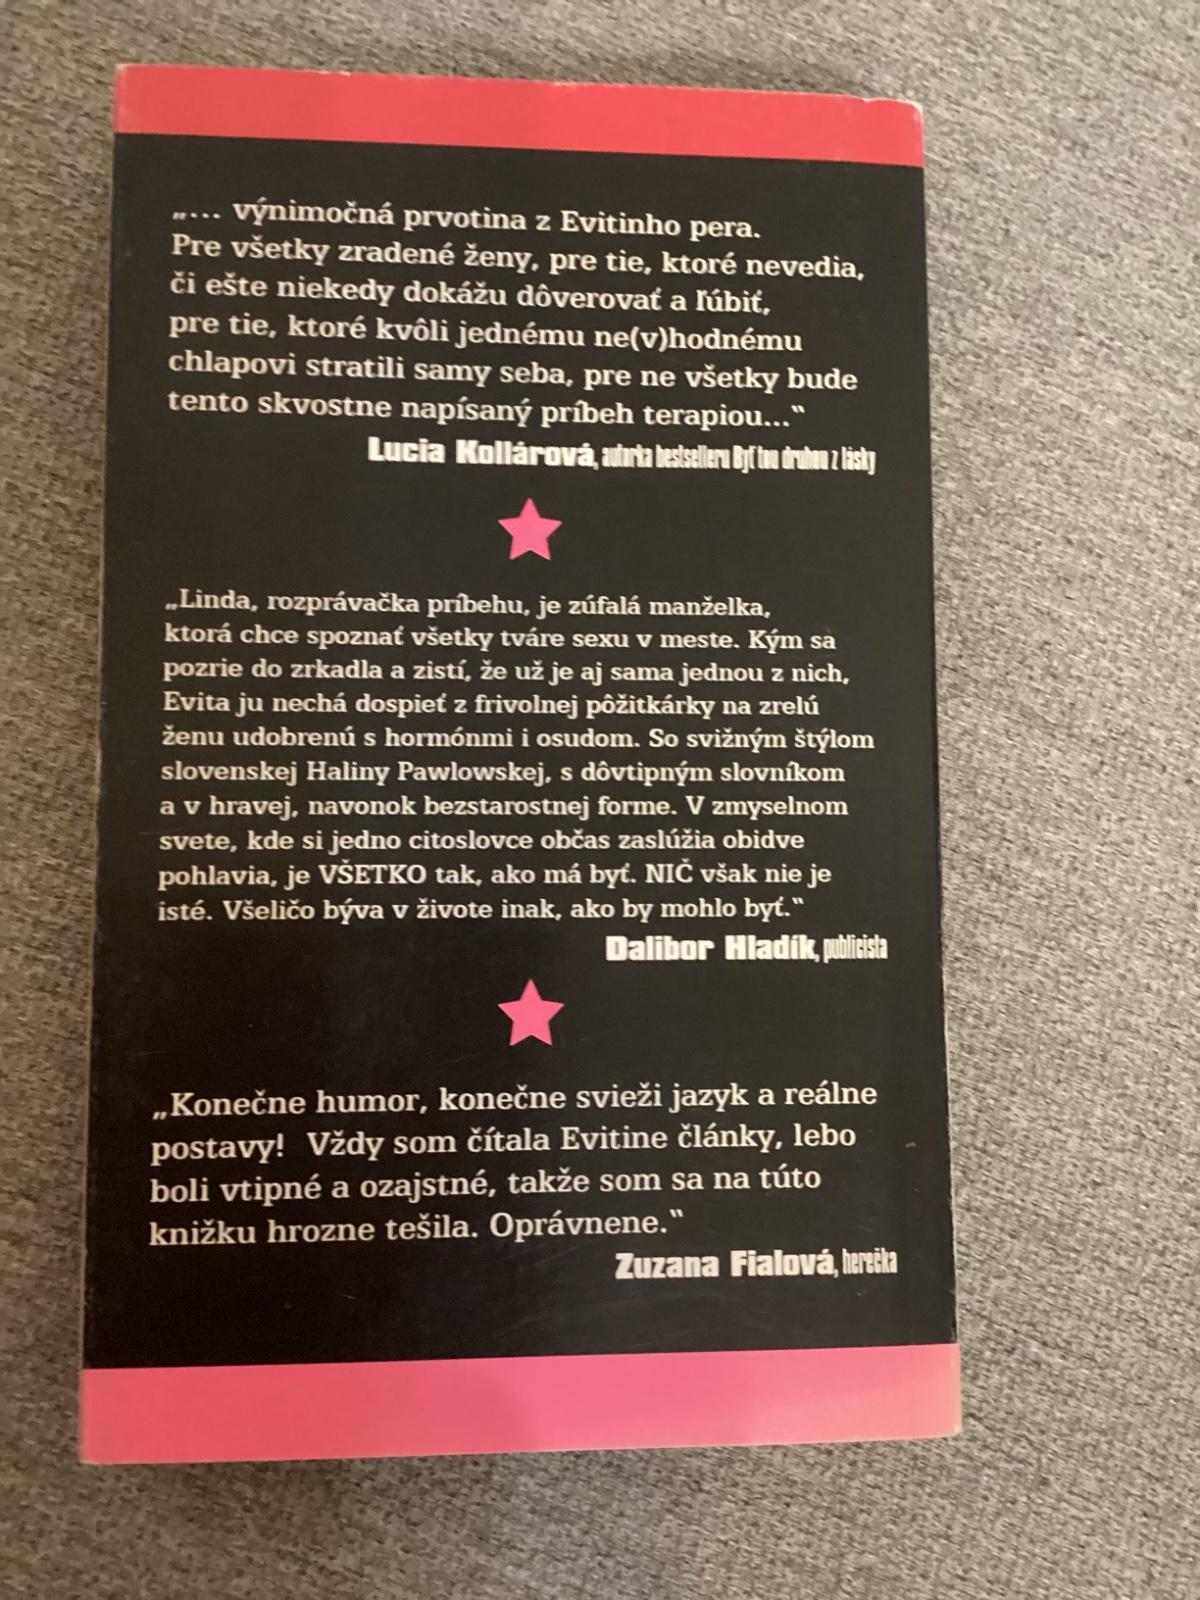 „... výnimočná prvotina z Evitinho pera.
Pre všetky zradené ženy, pre tie, ktoré nevedia,
či ešte niekedy dokážu dôverovať a ľúbiť,
pre tie, ktoré kvôli jednému ne(v)hodnému
chlapovi stratili samy seba, pre ne všetky bude
tento skvostne napísaný príbeh terapiou...‟
Lucia Kollárová, autorka bestselleru Byť tou druhou z lásky
„Linda, rozprávačka príbehu, je zúfalá manželka,
ktorá chce spoznať všetky tváre sexu v meste. Kým sa
pozrie do zrkadla a zistí, že už je aj sama jednou z nich,
Evita ju nechá dospieť z frivolnej pôžitkárky na zrelú
ženu udobrenú s hormónmi i osudom. So svižným štýlom
slovenskej Haliny Pawlowskej, s dôvtipným slovníkom
a v hravej, navonok bezstarostnej forme. V zmyselnom
svete, kde si jedno citoslovce občas zaslúžia obidve
pohlavia, je VŠETKO tak, ako má byť. NIČ však nie je
isté. Všeličo býva v živote inak, ako by mohlo byť.‟
Dalibor Hladík, publicista
„Konečne humor, konečne svieži jazyk a reálne
postavy! Vždy som čítala Evitine články, lebo
boli vtipné a ozajstné, takže som sa na túto
knižku hrozne tešila. Oprávnene.‟
Zuzana Fialová, herečka